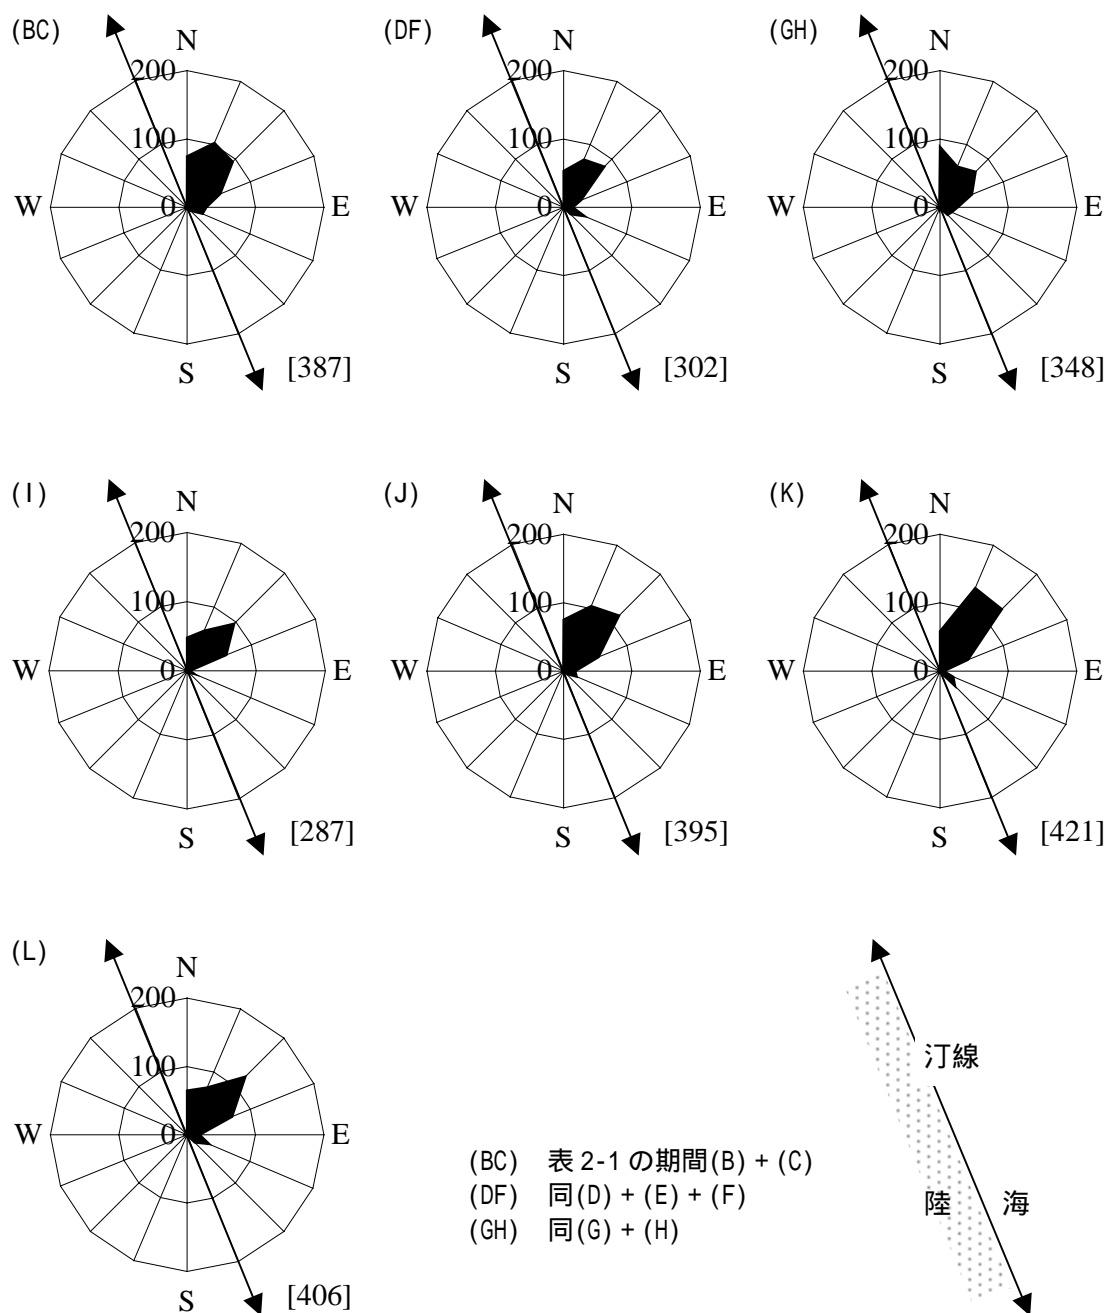 (BC)
N
200
100
0
W
E
S
[387]
(DF)
N
200
100
0
W
E
S
[302]
(GH)
N
200
100
0
W
E
S
[348]
(I)
N
200
100
0
W
E
S
[287]
(J)
N
200
100
0
W
E
S
[395]
(K)
N
200
100
0
W
E
S
[421]
(L)
N
200
100
0
W
E
S
[406]
(BC) 表 2-1 の期間(B) + (C)
(DF) 同(D) + (E) + (F)
(GH) 同(G) + (H)
汀線
陸 海